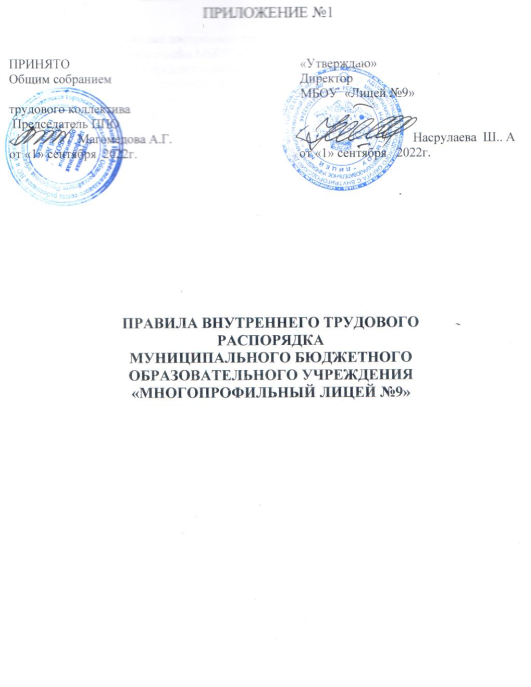 ПРИЛОЖЕНИЕ №1
ПРИНЯТО
Общим собранием
трудового коллектива
Председатель ППО
Магомедова А.Г.
от «1» сентября 2022г.
«Утверждаю»
Директор
МБОУ «Лицей №9»
Насрулаева Ш.. А
от «1» сентября 2022г.
ПРАВИЛА ВНУТРЕННЕГО ТРУДОВОГО
РАСПОРЯДКА
МУНИЦИПАЛЬНОГО БЮДЖЕТНОГО
ОБРАЗОВАТЕЛЬНОГО УЧРЕЖДЕНИЯ
«МНОГОПРОФИЛЬНЫЙ ЛИЦЕЙ №9»